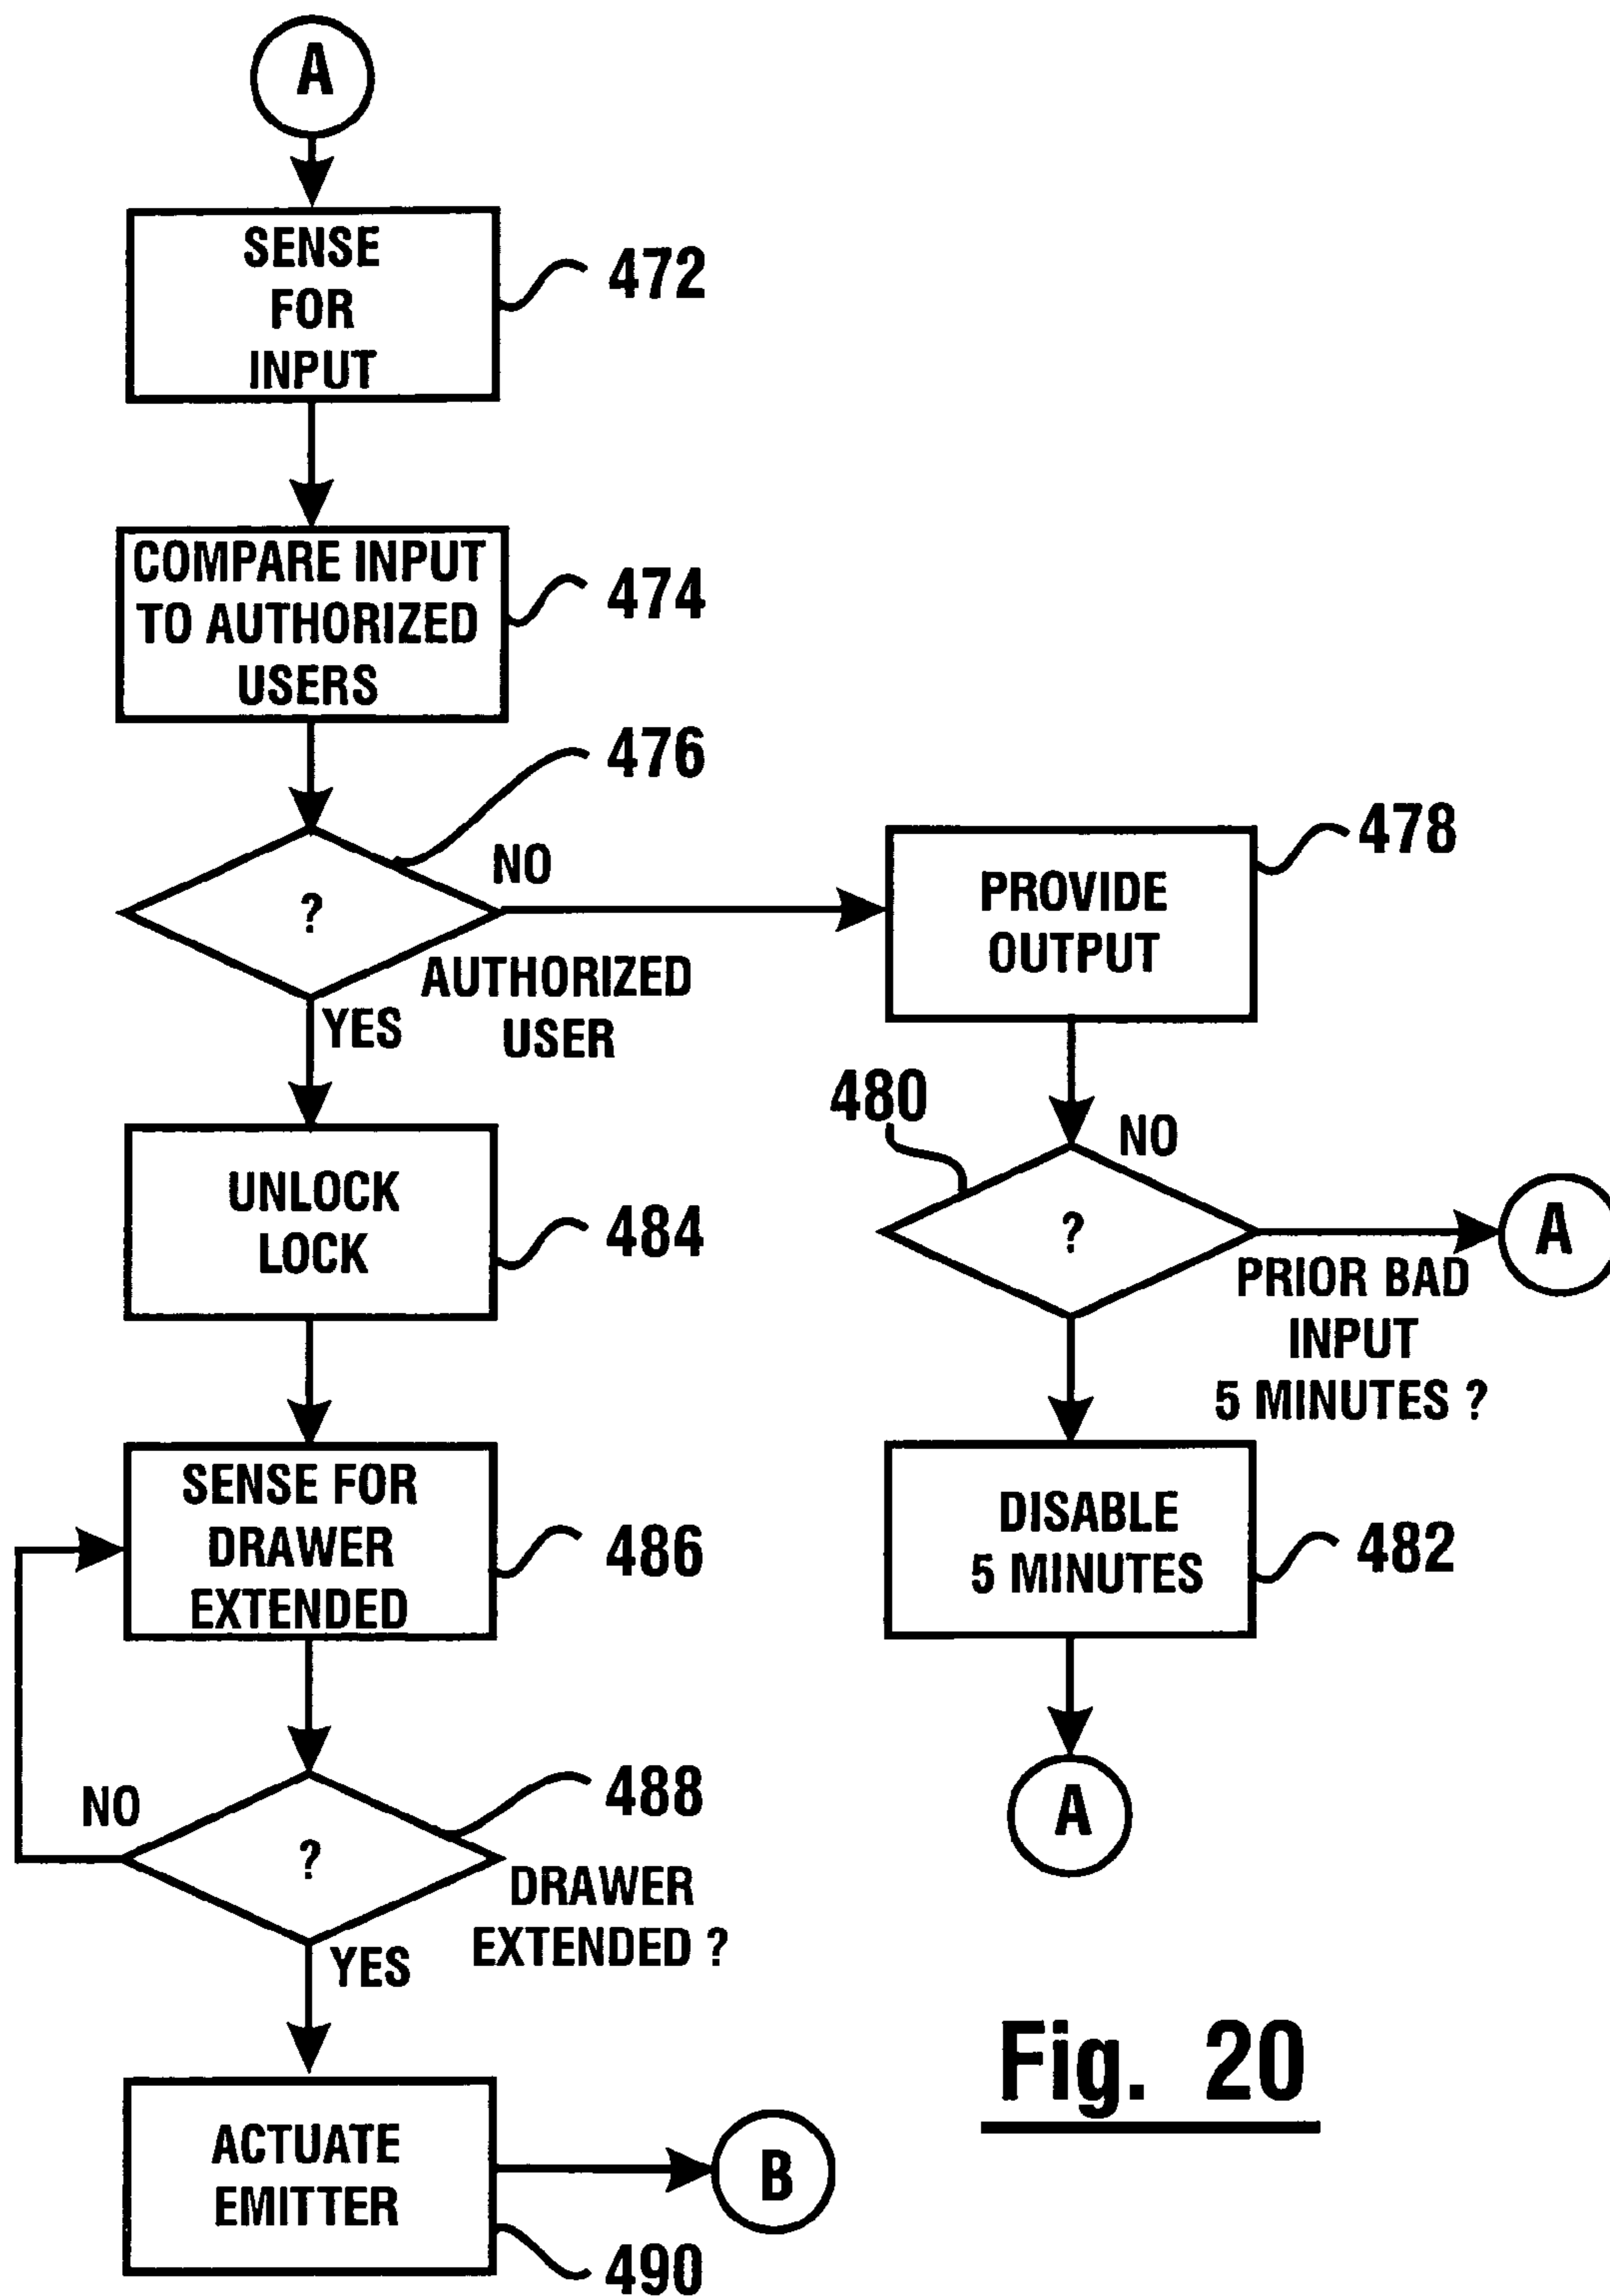 A
SENSE
FOR
INPUT
472
COMPARE INPUT
TO AUTHORIZED
USERS
474
476
?
NO
AUTHORIZED
USER
YES
478
PROVIDE
OUTPUT
480
NO
?
A
PRIOR BAD
INPUT
5 MINUTES ?
UNLOCK
LOCK
484
DISABLE
5 MINUTES
482
A
SENSE FOR
DRAWER
EXTENDED
486
NO
?
488
DRAWER
EXTENDED ?
YES
ACTUATE
EMITTER
490
B
Fig. 20